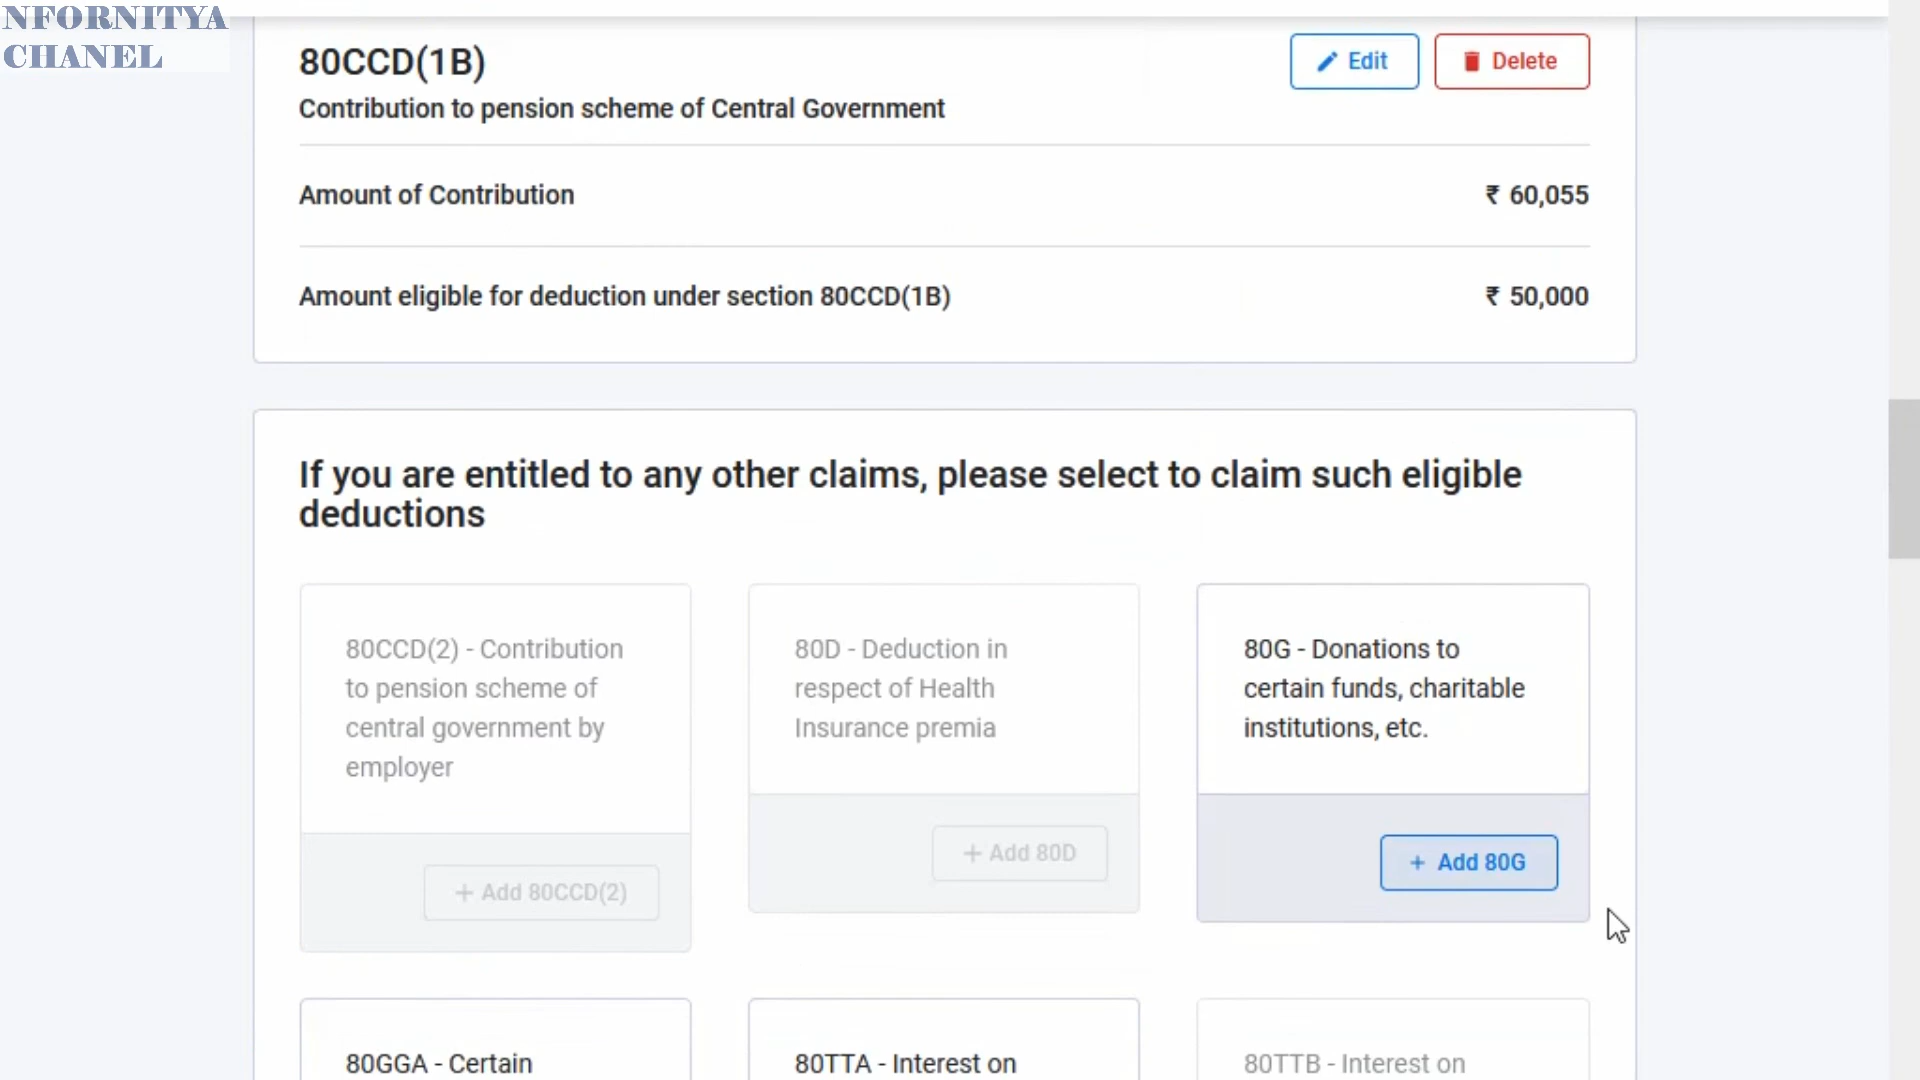 NFORNITYA
CHANEL
80CCD(1B)
Edit
Delete
Contribution to pension scheme of Central Government
Amount of Contribution
₹ 60,055
Amount eligible for deduction under section 80CCD(1B)
₹ 50,000
If you are entitled to any other claims, please select to claim such eligible
deductions
80CCD(2) - Contribution
to pension scheme of
central government by
employer
+ Add 80CCD(2)
80D - Deduction in
respect of Health
Insurance premia
+ Add 80D
80G - Donations to
certain funds, charitable
institutions, etc.
+ Add 80G
80GGA - Certain
80TTA - Interest on
80TTB - Interest on